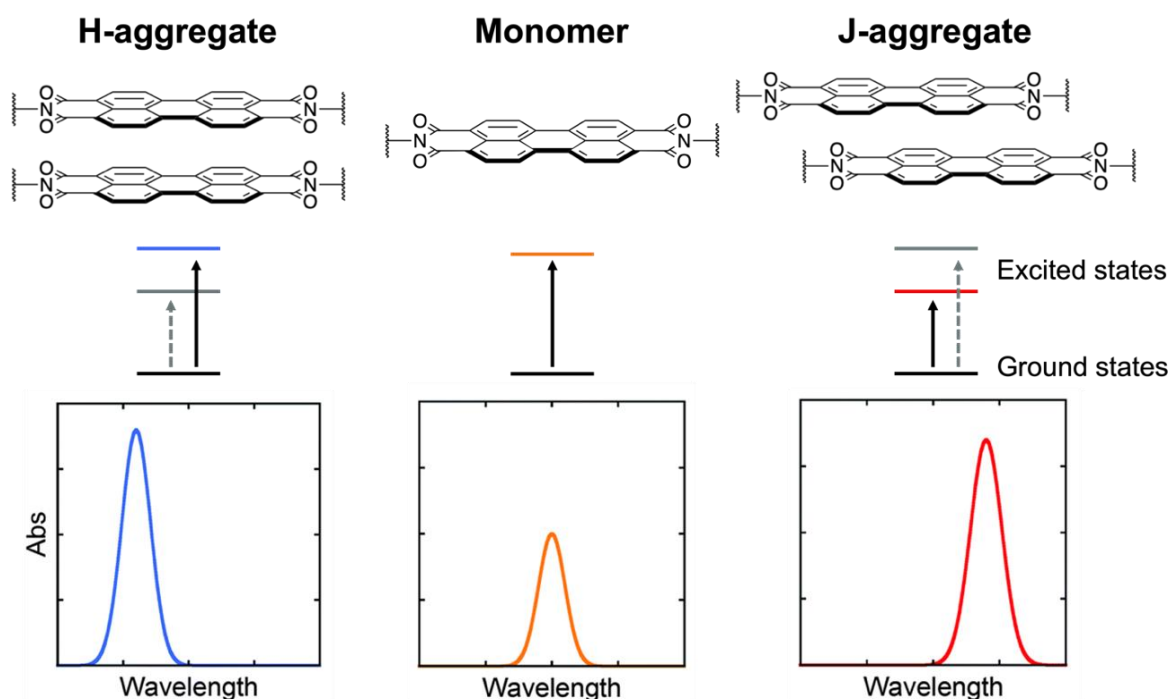 H-aggregate
Monomer
J-aggregate
O O
N N
O O
O O
N N
O O
O O
N N
O O
O O
N N
O O
O O
N N
O O
Excited states
Ground states
Abs
Wavelength
Wavelength
Wavelength